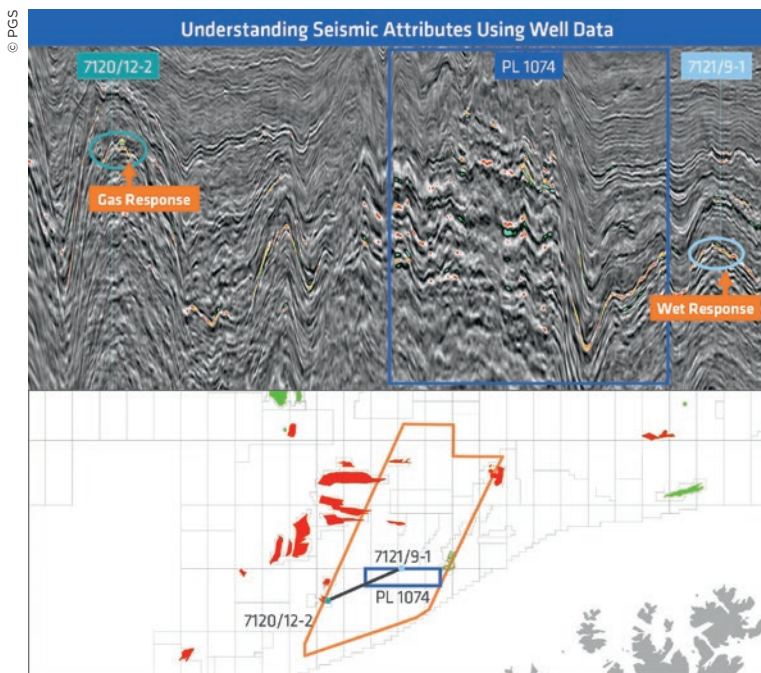 © PGS
Understanding Seismic Attributes Using Well Data
7120/12-2
PL 1074
7121/9-1
Gas Response
Wet Response
7121/9-1
PL 1074
7120/12-2